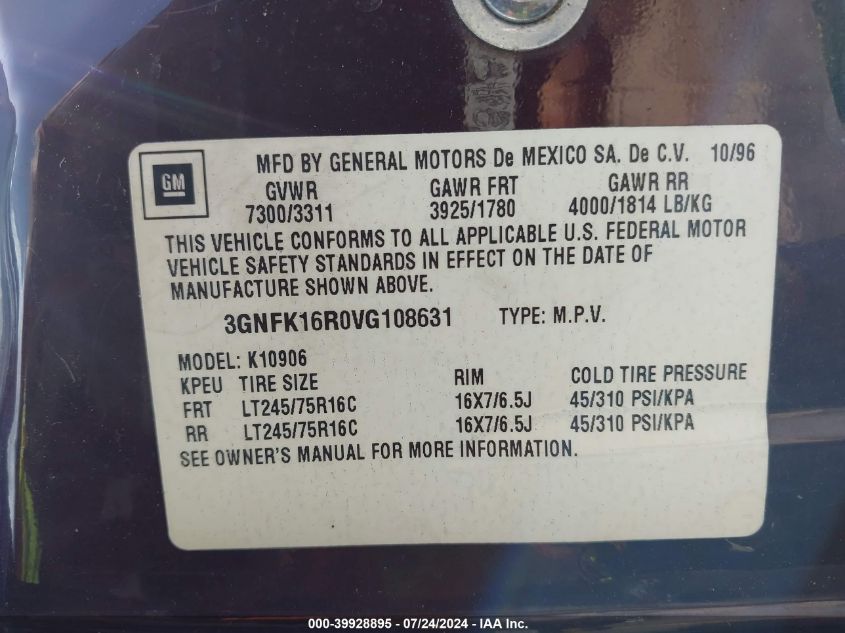 GM
MFD BY GENERAL MOTORS De MEXICO SA. De C.V. 10/96
GVWR GAWR FRT GAWR RR
7300/3311 3925/1780 4000/1814 LB/KG
THIS VEHICLE CONFORMS TO ALL APPLICABLE U.S. FEDERAL MOTOR
VEHICLE SAFETY STANDARDS IN EFFECT ON THE DATE OF
MANUFACTURE SHOWN ABOVE.
3GNFK16R0VG108631 TYPE: M.P.V.
MODEL: K10906
KPEU TIRE SIZE RIM COLD TIRE PRESSURE
FRT LT245/75R16C 16X7/6.5J 45/310 PSI/KPA
RR LT245/75R16C 16X7/6.5J 45/310 PSI/KPA
SEE OWNER'S MANUAL FOR MORE INFORMATION.
000-39928895 - 07/24/2024 - IAA Inc.